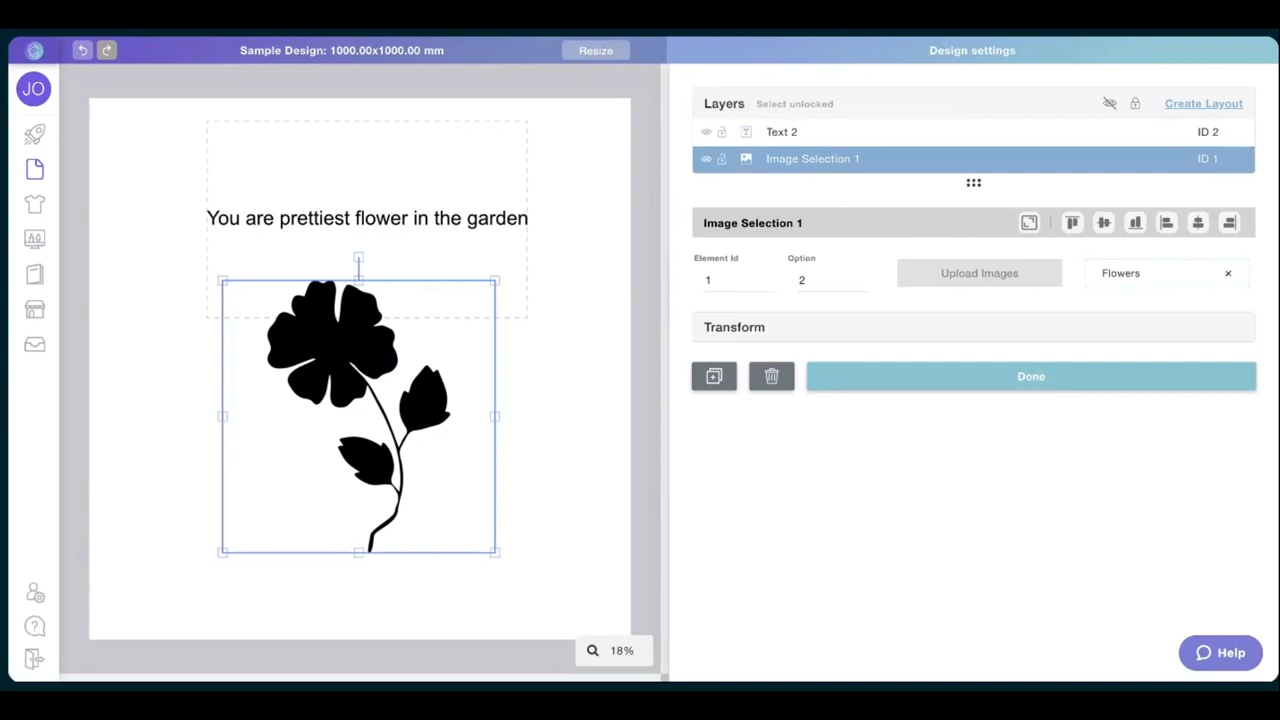 Sample Design: 1000.00x1000.00 mm
Resize
Design settings
JO
Layers
Select unlocked
Create Layout
T Text 2 ID 2
Image Selection 1 ID 1
You are prettiest flower in the garden
Image Selection 1
Element Id
Option
1
2
Upload Images
Flowers ×
Transform
Done
18%
Help